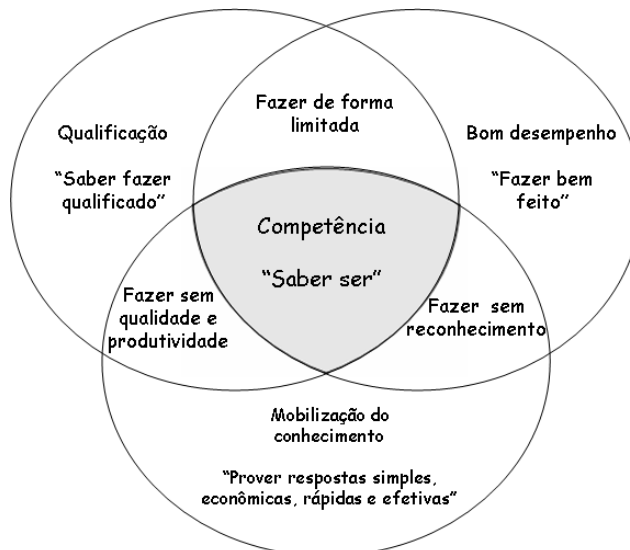 Fazer de forma
limitada
Qualificação
“Saber fazer
qualificado”
Bom desempenho
“Fazer bem
feito”
Competência
“Saber ser”
Fazer sem
qualidade e
produtividade
Fazer sem
reconhecimento
Mobilização do
conhecimento
“Prover respostas simples,
econômicas, rápidas e efetivas”